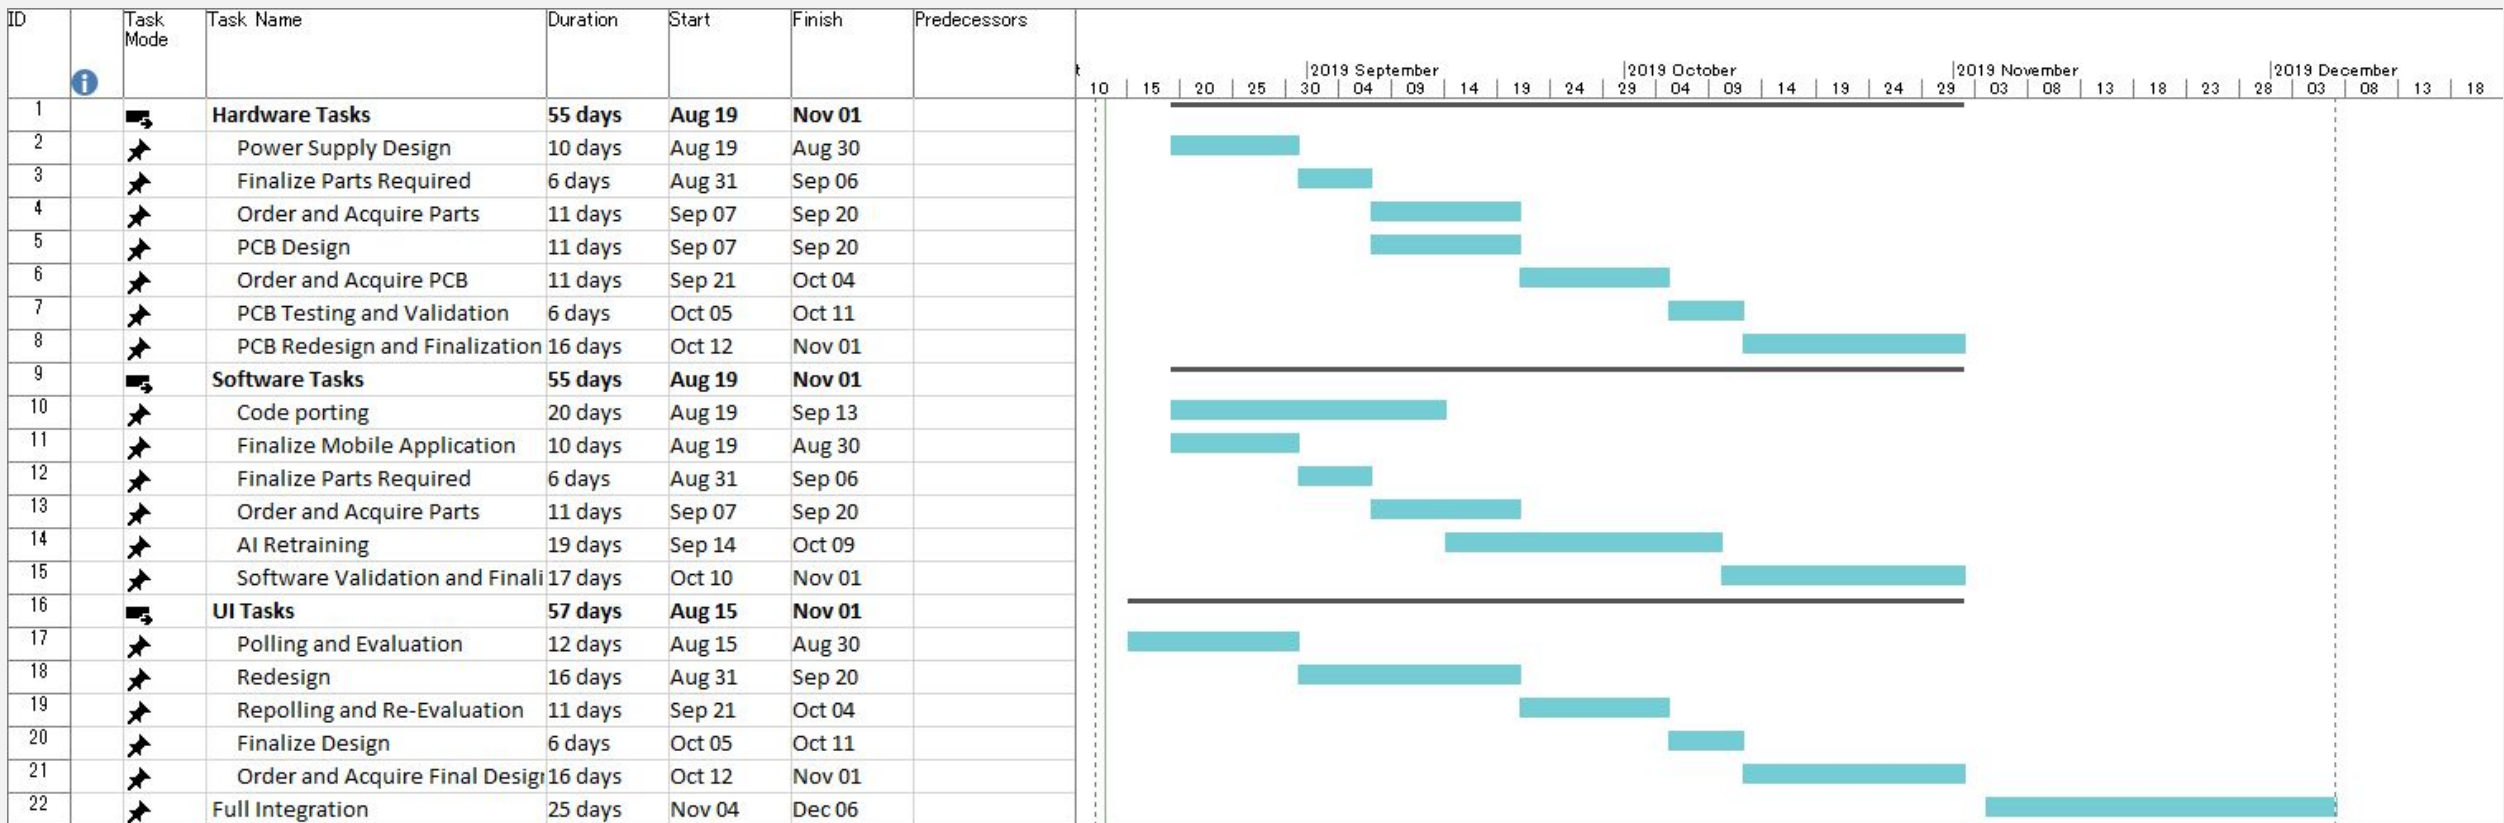 ID Task Mode Task Name Duration Start Finish Predecessors
t 2019 September 2019 October 2019 November 2019 December
10 15 20 25 30 04 09 14 19 24 29 04 09 14 19 24 29 03 08 13 18 23 28 03 08 13 18
1 Hardware Tasks 55 days Aug 19 Nov 01
2 Power Supply Design 10 days Aug 19 Aug 30
3 Finalize Parts Required 6 days Aug 31 Sep 06
4 Order and Acquire Parts 11 days Sep 07 Sep 20
5 PCB Design 11 days Sep 07 Sep 20
6 Order and Acquire PCB 11 days Sep 21 Oct 04
7 PCB Testing and Validation 6 days Oct 05 Oct 11
8 PCB Redesign and Finalization 16 days Oct 12 Nov 01
9 Software Tasks 55 days Aug 19 Nov 01
10 Code porting 20 days Aug 19 Sep 13
11 Finalize Mobile Application 10 days Aug 19 Aug 30
12 Finalize Parts Required 6 days Aug 31 Sep 06
13 Order and Acquire Parts 11 days Sep 07 Sep 20
14 AI Retraining 19 days Sep 14 Oct 09
15 Software Validation and Finali 17 days Oct 10 Nov 01
16 UI Tasks 57 days Aug 15 Nov 01
17 Polling and Evaluation 12 days Aug 15 Aug 30
18 Redesign 16 days Aug 31 Sep 20
19 Repolling and Re-Evaluation 11 days Sep 21 Oct 04
20 Finalize Design 6 days Oct 05 Oct 11
21 Order and Acquire Final Desigr 16 days Oct 12 Nov 01
22 Full Integration 25 days Nov 04 Dec 06